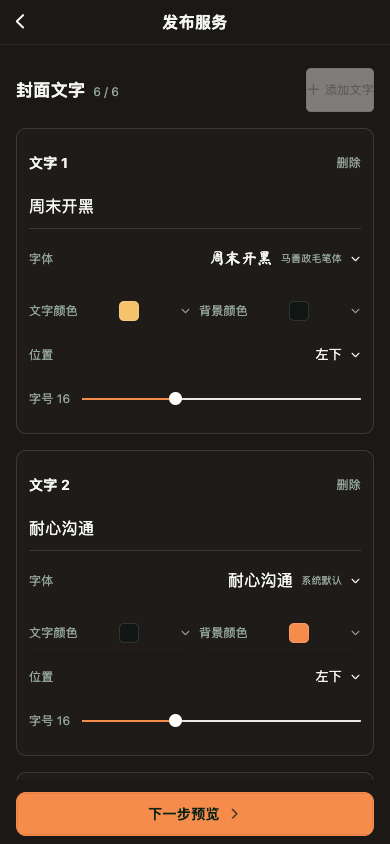 发布服务
封面文字 6 / 6
添加文字
文字 1 删除
周末开黑
字体 周末开黑 马善政毛笔体
文字颜色 背景颜色
位置 左下
字号 16
文字 2 删除
耐心沟通
字体 耐心沟通 系统默认
文字颜色 背景颜色
位置 左下
字号 16
下一步预览